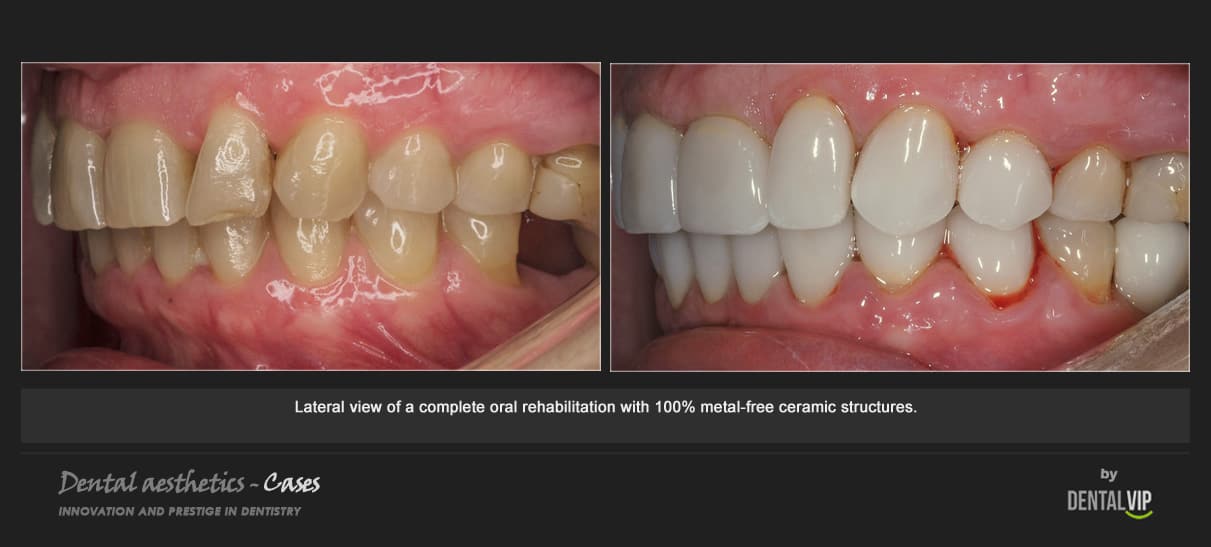 Lateral view of a complete oral rehabilitation with 100% metal-free ceramic structures.
Dental aesthetics - Cases
INNOVATION AND PRESTIGE IN DENTISTRY
by
DENTALVIP